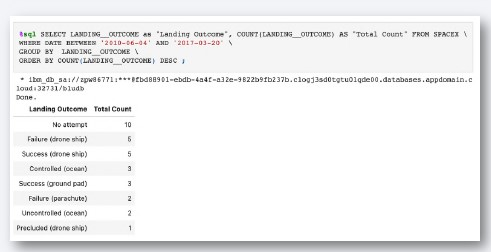 %sql SELECT LANDING__OUTCOME as "Landing Outcome", COUNT(LANDING__OUTCOME) AS "Total Count" FROM SPACEX \
WHERE DATE BETWEEN '2010-06-04' AND '2017-03-20' \
GROUP BY LANDING__OUTCOME \
ORDER BY COUNT(LANDING__OUTCOME) DESC ;
* ibm_db_sa://zpw86771:***@fbd88901-ebdb-4a4f-a32e-9822b9fb237b.c1ogj3sd0tgtu0lqde00.databases.appdomain.c
loud:32731/bludb
Done.
Landing Outcome Total Count
No attempt 10
Failure (drone ship) 5
Success (drone ship) 5
Controlled (ocean) 3
Success (ground pad) 3
Failure (parachute) 2
Uncontrolled (ocean) 2
Precluded (drone ship) 1